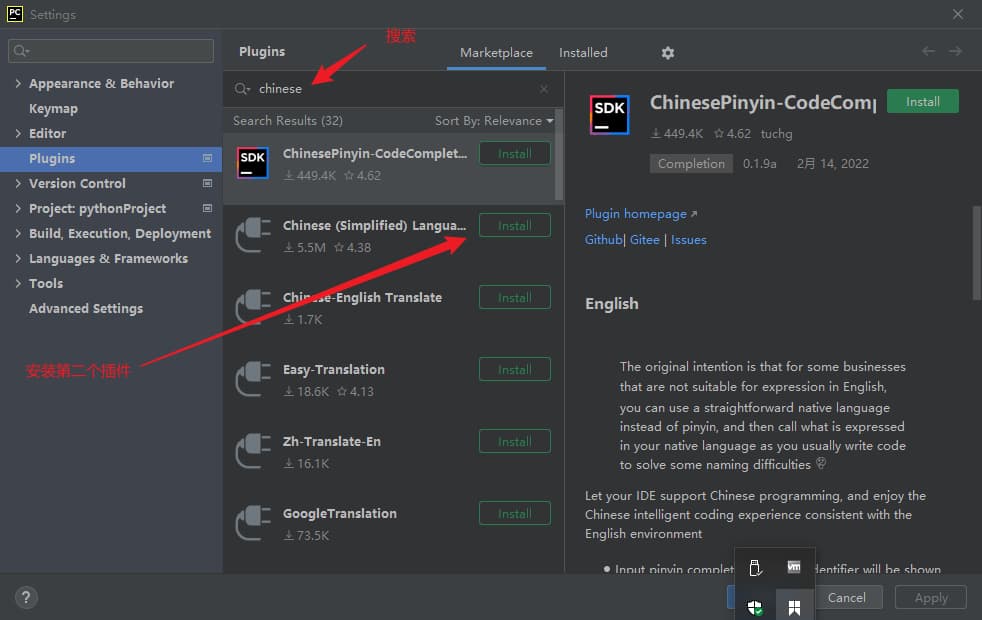 PC
Settings
搜索
Plugins
Marketplace
Installed
chinese
Appearance & Behavior
Keymap
Editor
Plugins
Version Control
Project: pythonProject
Build, Execution, Deployment
Languages & Frameworks
Tools
Advanced Settings
安装第二个插件
Search Results (32)
Sort By: Relevance
SDK
ChinesePinyin-CodeComplet...
449.4K 4.62
Install
Chinese (Simplified) Langua...
5.5M 4.38
Install
Chinese-English Translate
1.7K
Install
Easy-Translation
18.6K 4.13
Install
Zh-Translate-En
16.1K
Install
GoogleTranslation
73.5K
Install
SDK
ChinesePinyin-CodeComp
Install
449.4K 4.62 tuchg
Completion 0.1.9a 2月 14, 2022
Plugin homepage
Github| Gitee | Issues
English
The original intention is that for some businesses
that are not suitable for expression in English,
you can use a straightforward native language
instead of pinyin, and then call what is expressed
in your native language as you usually write code
to solve some naming difficulties
Let your IDE support Chinese programming, and enjoy the
Chinese intelligent coding experience consistent with the
English environment
Input pinyin complet
dentifier will be shown
vm
?
Cancel
Apply